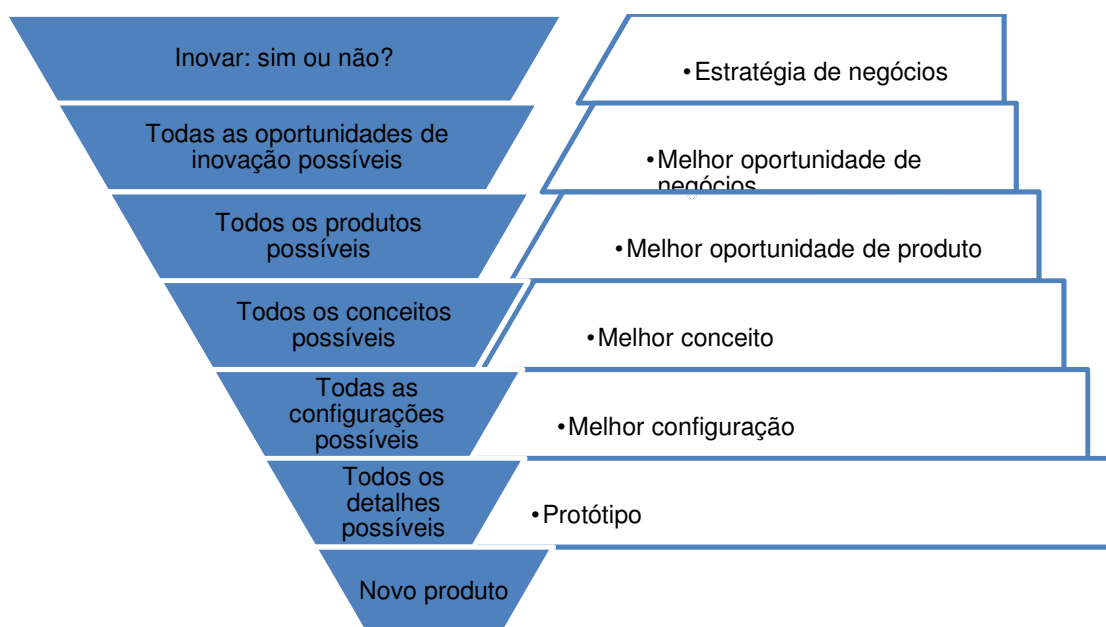 Inovar: sim ou não?
•Estratégia de negócios
Todas as oportunidades de
inovação possíveis
•Melhor oportunidade de
negócios
Todos os produtos
possíveis
•Melhor oportunidade de produto
Todos os conceitos
possíveis
•Melhor conceito
Todas as
configurações
possíveis
•Melhor configuração
Todos os
detalhes
possíveis
•Protótipo
Novo produto